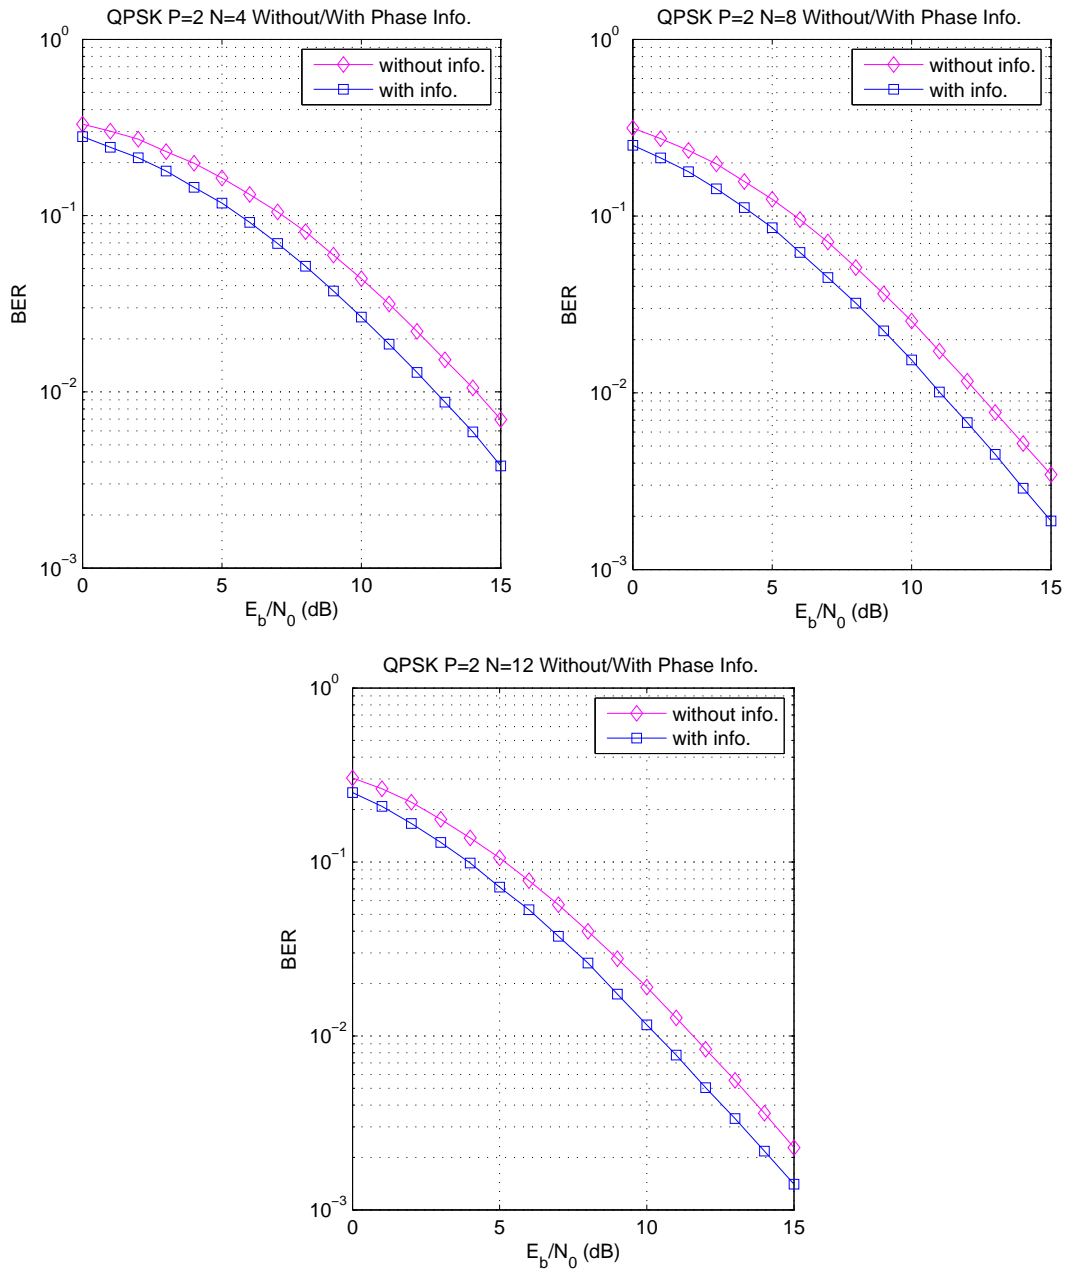 QPSK P=2 N=4 Without/With Phase Info.
without info.
with info.
10^0
10^−1
10^−2
10^−3
BER
0 5 10 15
E_b/N_0 (dB)
QPSK P=2 N=8 Without/With Phase Info.
without info.
with info.
10^0
10^−1
10^−2
10^−3
BER
0 5 10 15
E_b/N_0 (dB)
QPSK P=2 N=12 Without/With Phase Info.
without info.
with info.
10^0
10^−1
10^−2
10^−3
BER
0 5 10 15
E_b/N_0 (dB)